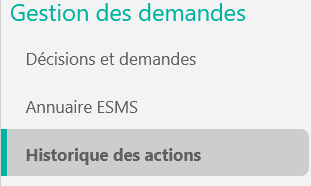 Gestion des demandes
Décisions et demandes
Annuaire ESMS
Historique des actions